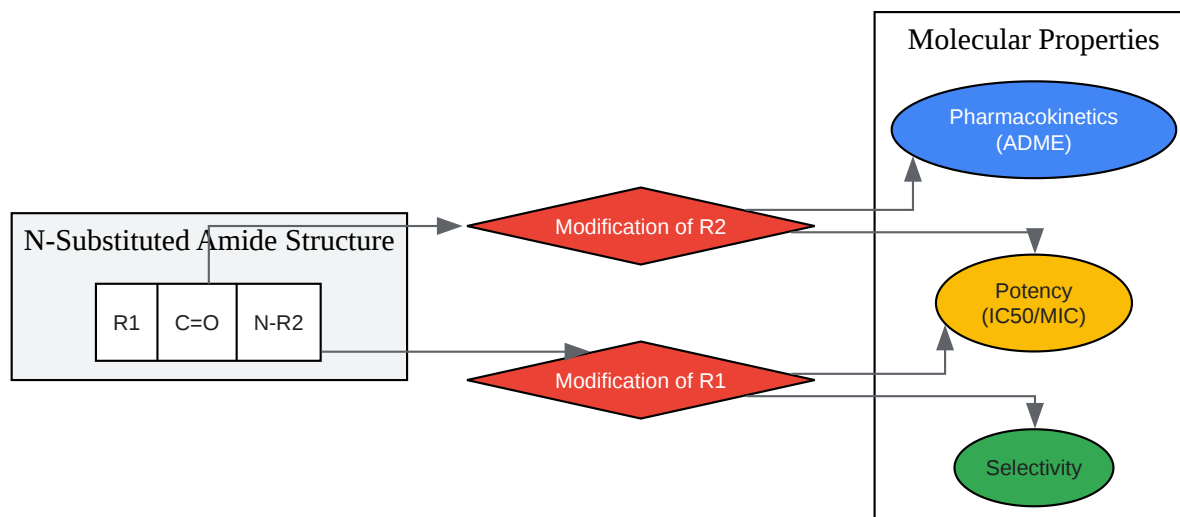 N-Substituted Amide Structure
R1
C=O
N-R2
Modification of R2
Modification of R1
Molecular Properties
Pharmacokinetics
(ADME)
Potency
(IC50/MIC)
Selectivity